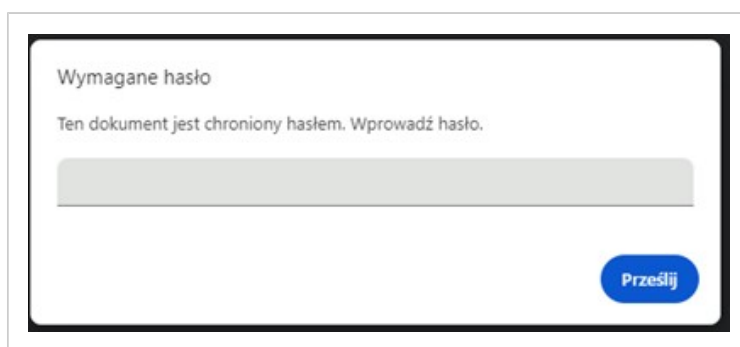 Wymagane hasło
Ten dokument jest chroniony hasłem. Wprowadź hasło.
Prześlij